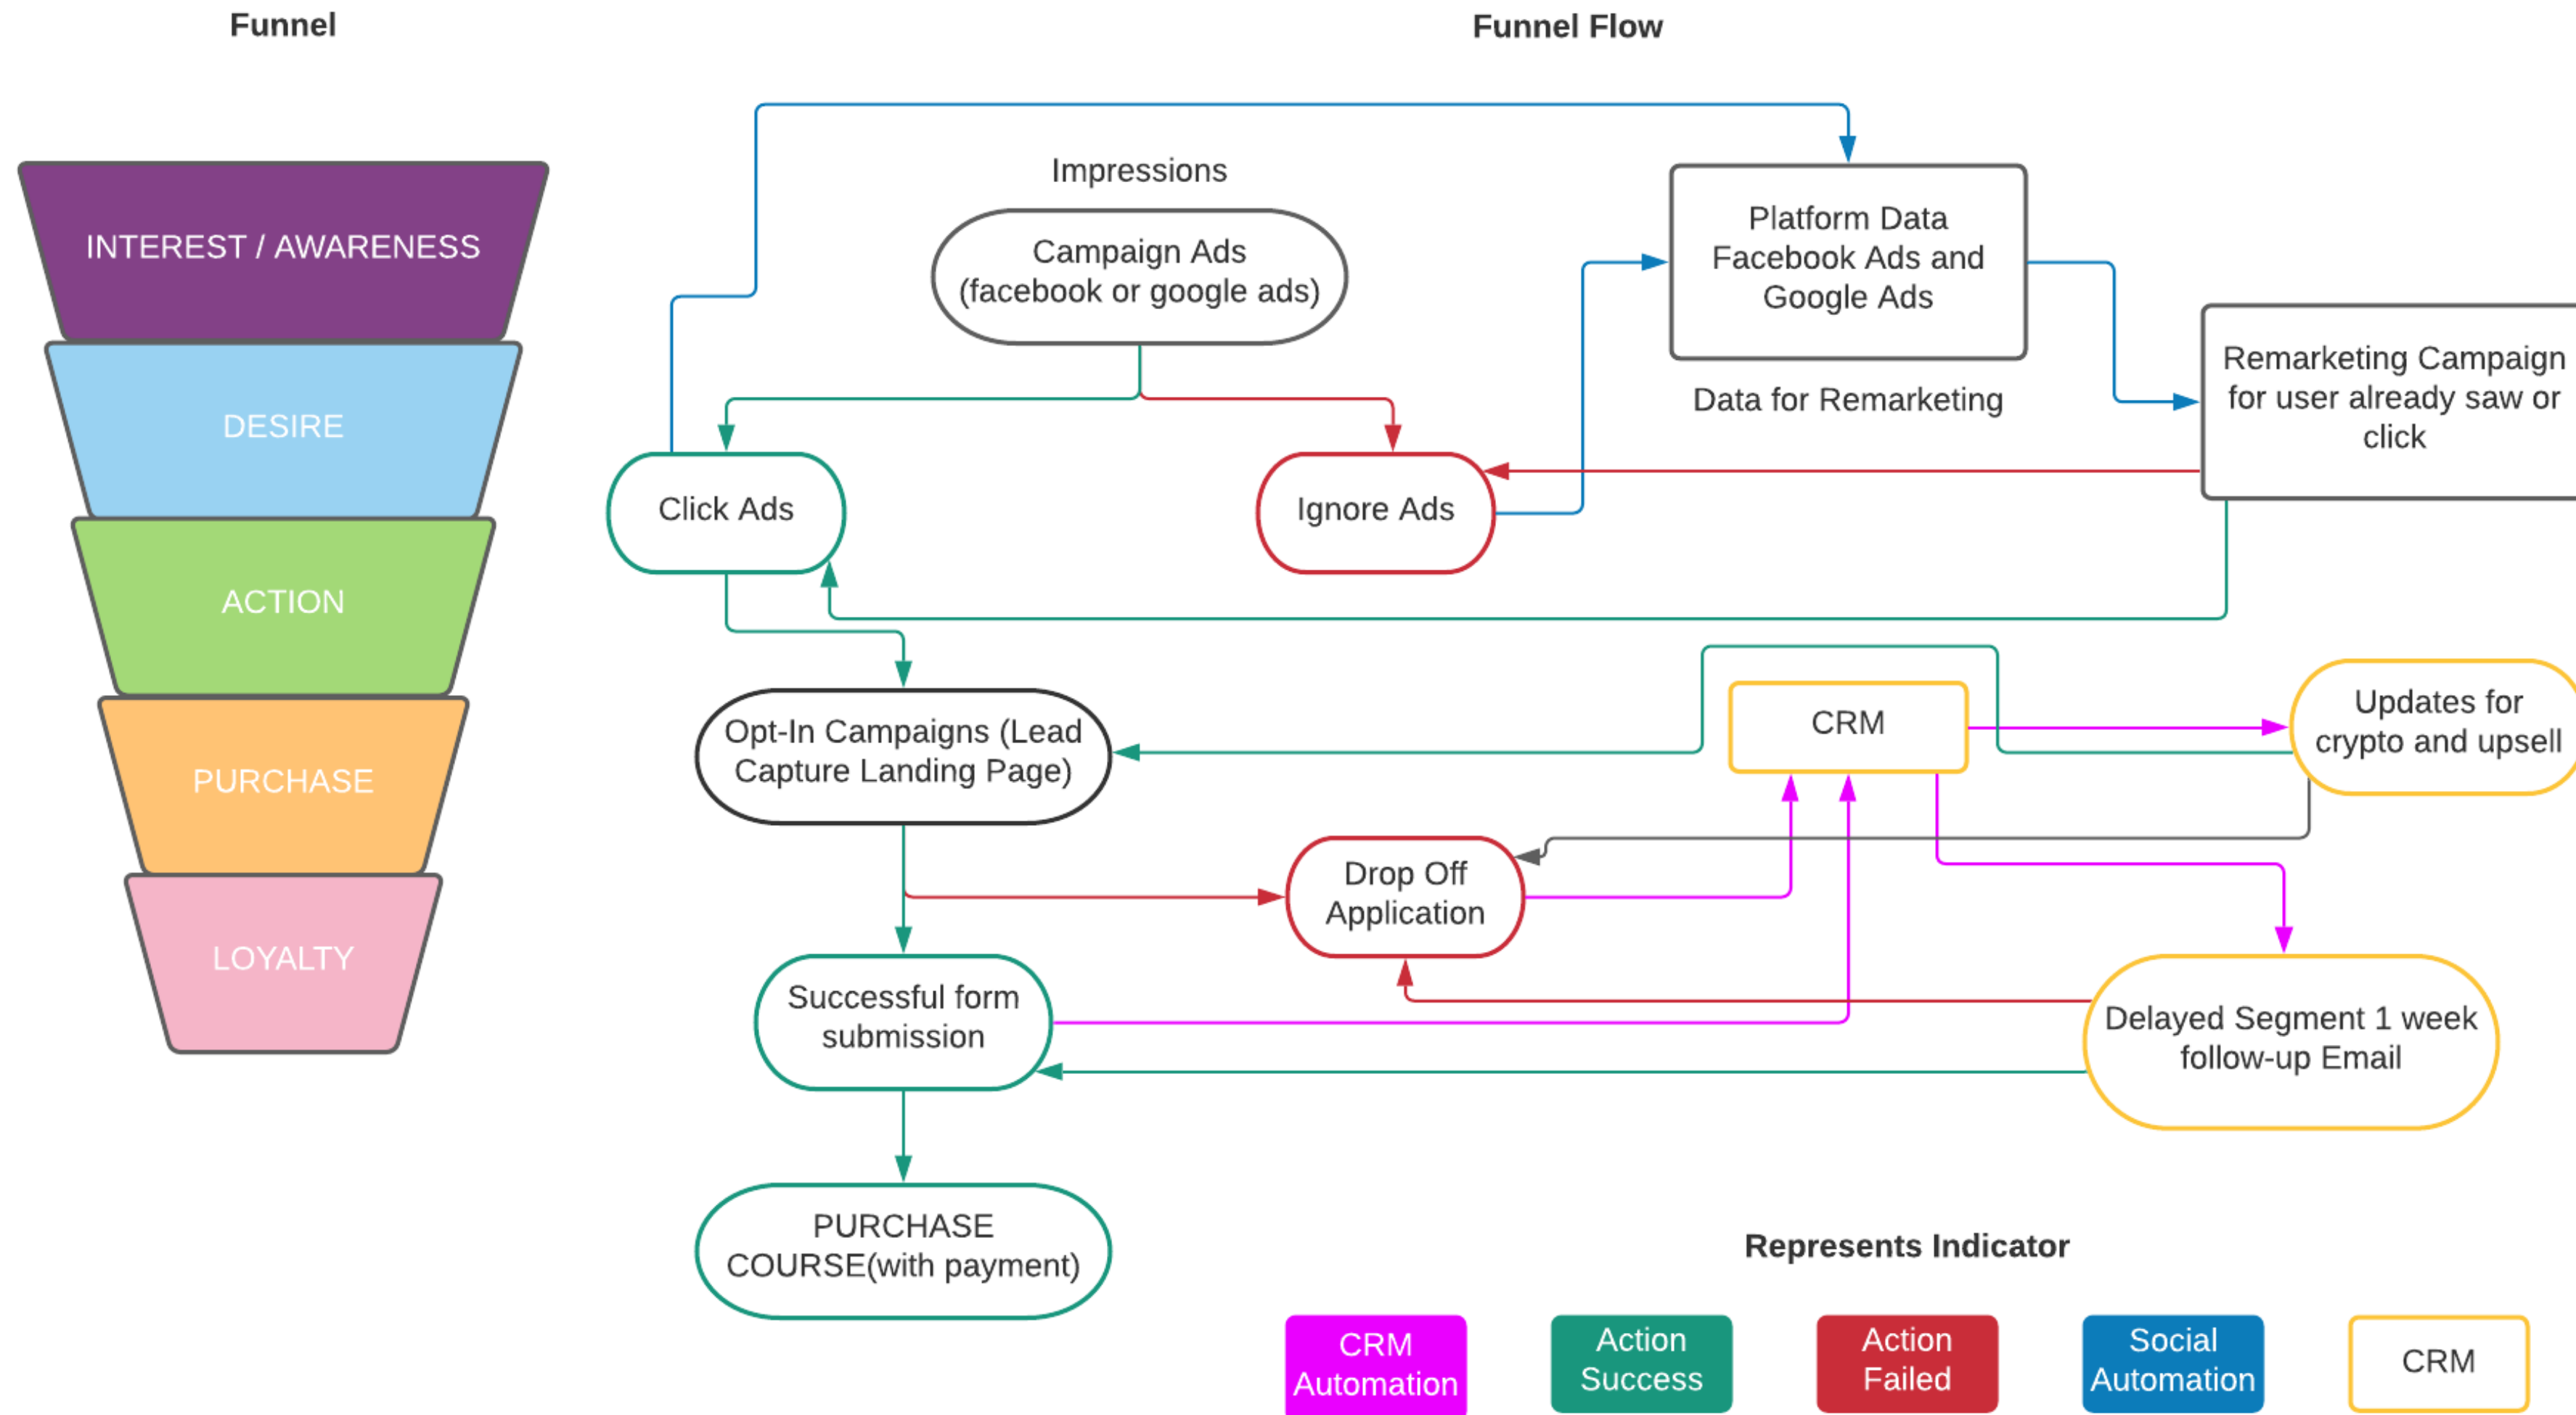 Funnel
Funnel Flow
INTEREST / AWARENESS
DESIRE
ACTION
PURCHASE
LOYALTY
Impressions
Campaign Ads
(facebook or google ads)
Platform Data
Facebook Ads and
Google Ads
Data for Remarketing
Remarketing Campaign
for user already saw or
click
Click Ads
Ignore Ads
Opt-In Campaigns (Lead
Capture Landing Page)
CRM
Updates for
crypto and upsell
Drop Off
Application
Successful form
submission
Delayed Segment 1 week
follow-up Email
PURCHASE
COURSE(with payment)
Represents Indicator
CRM
Automation
Action
Success
Action
Failed
Social
Automation
CRM